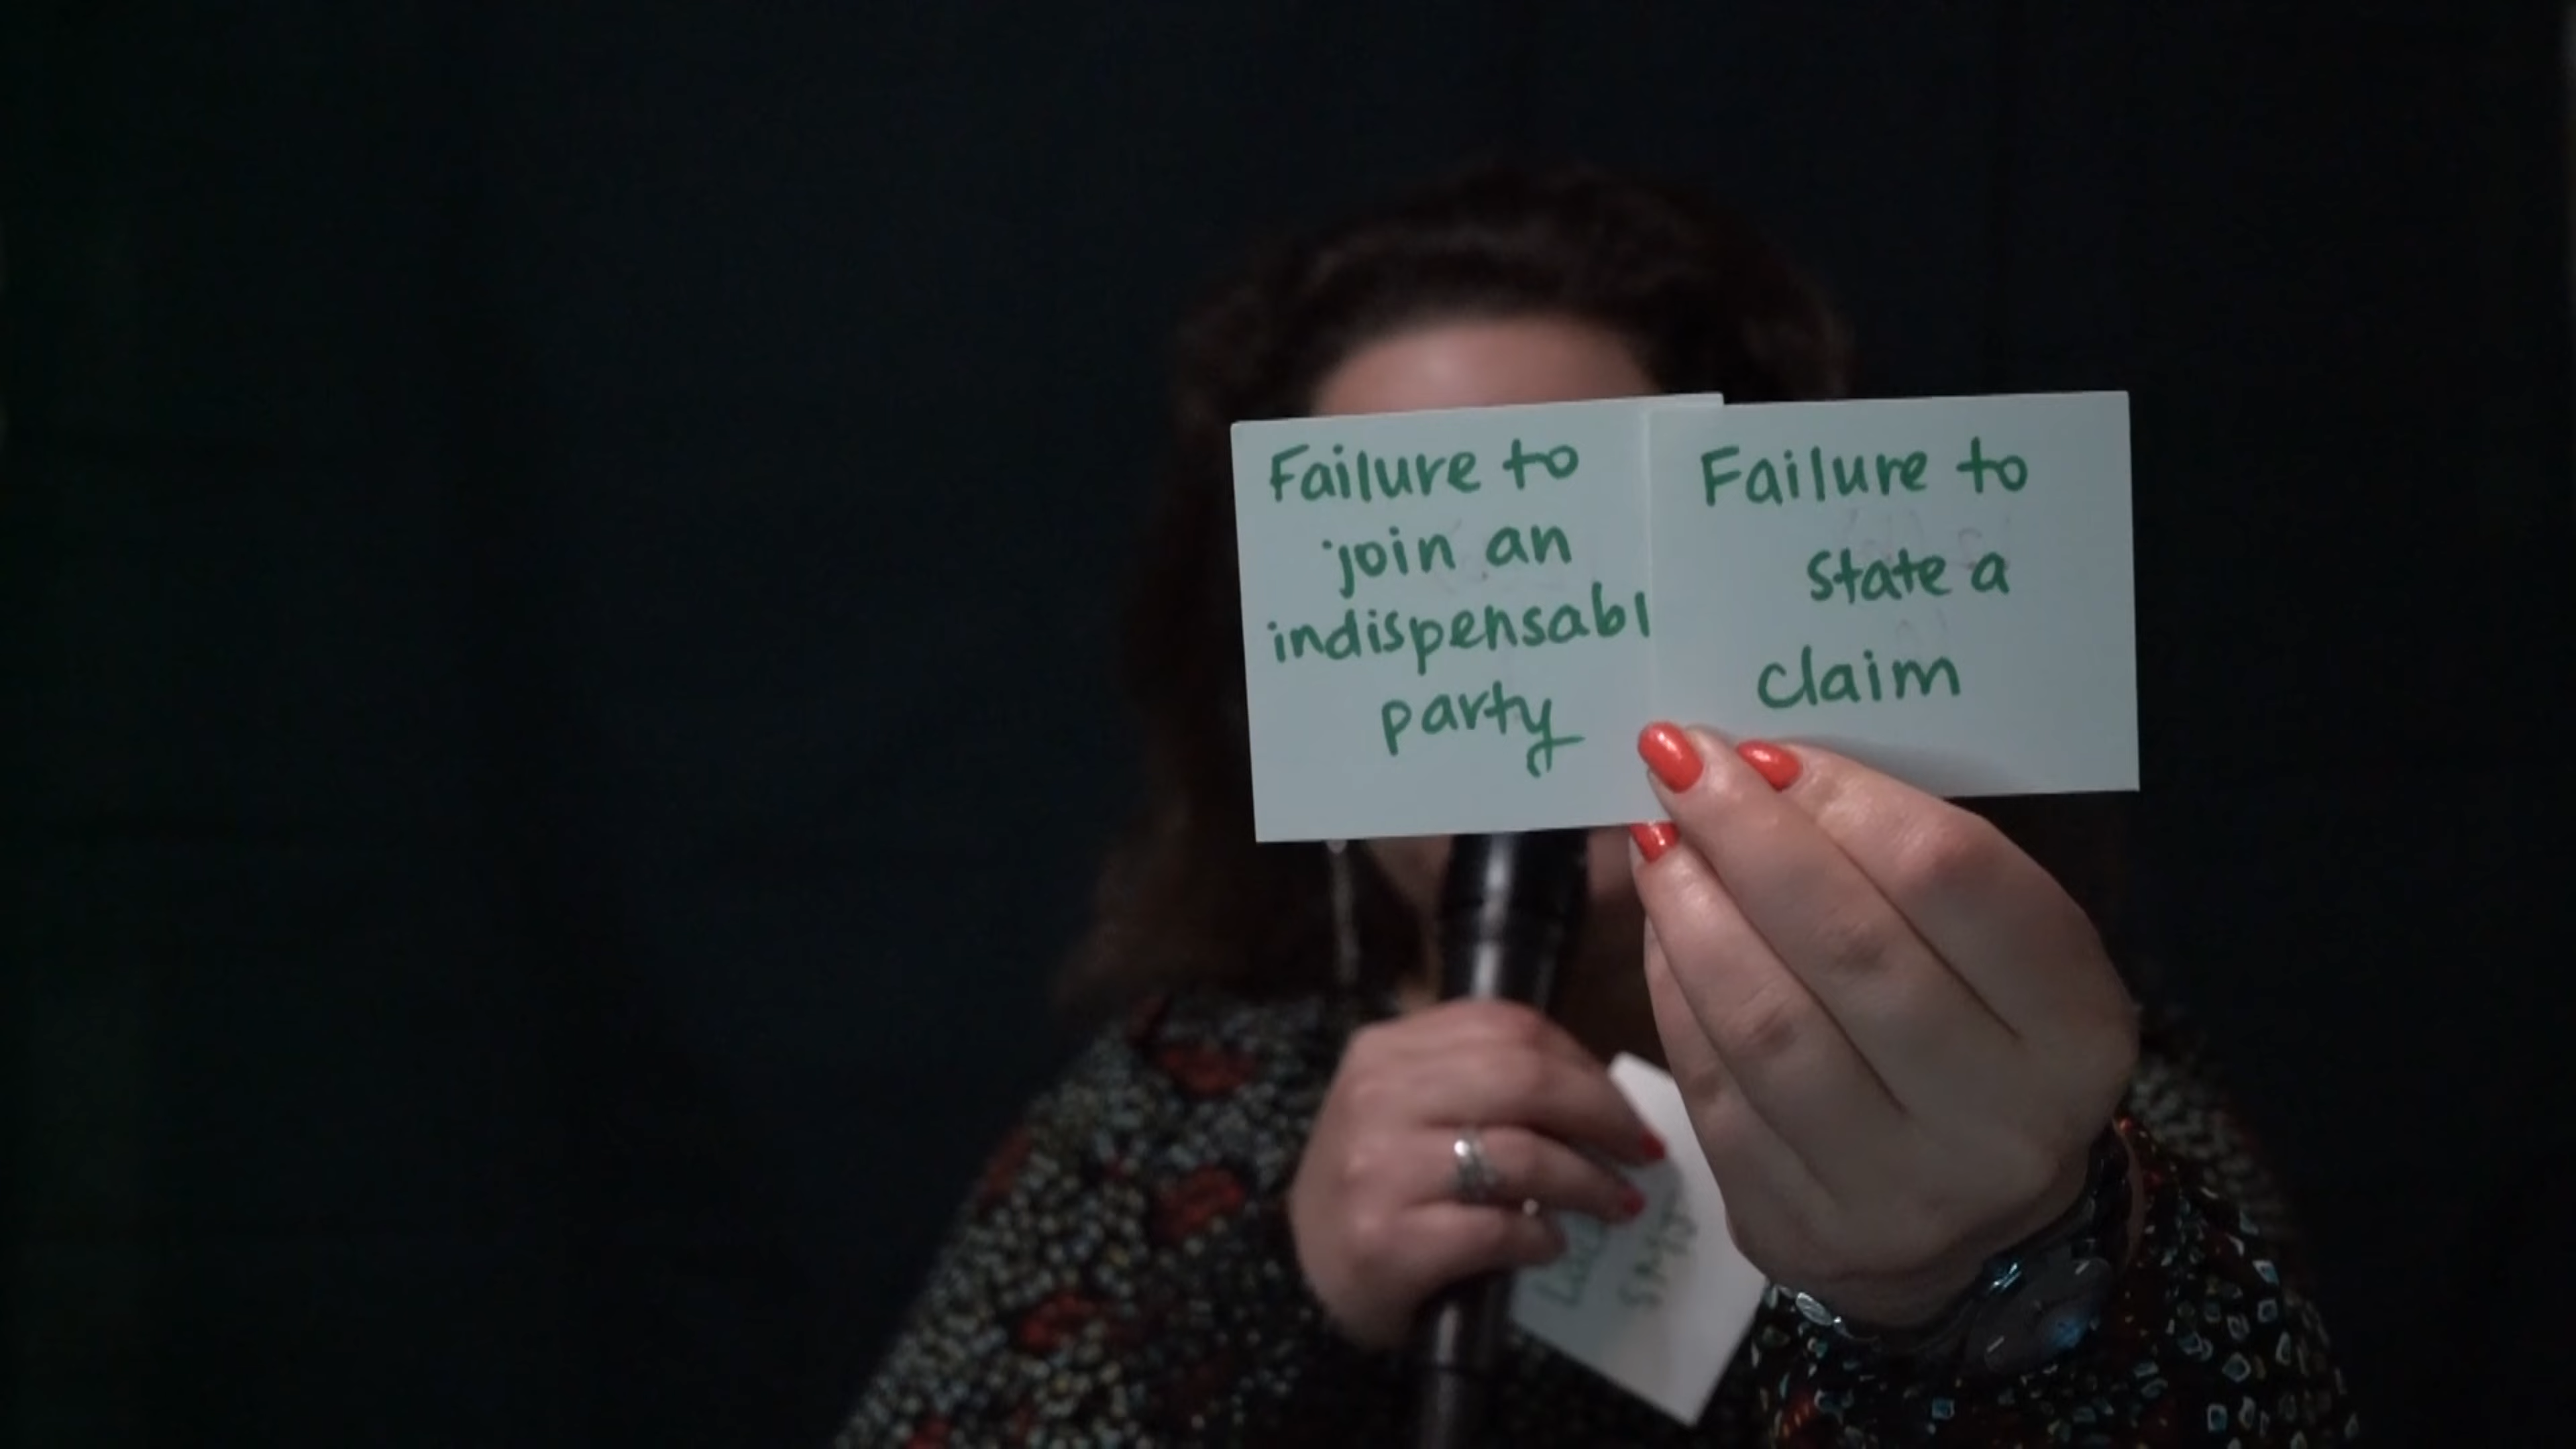 Failure to
join an
indispensabl
party
Failure to
state a
claim